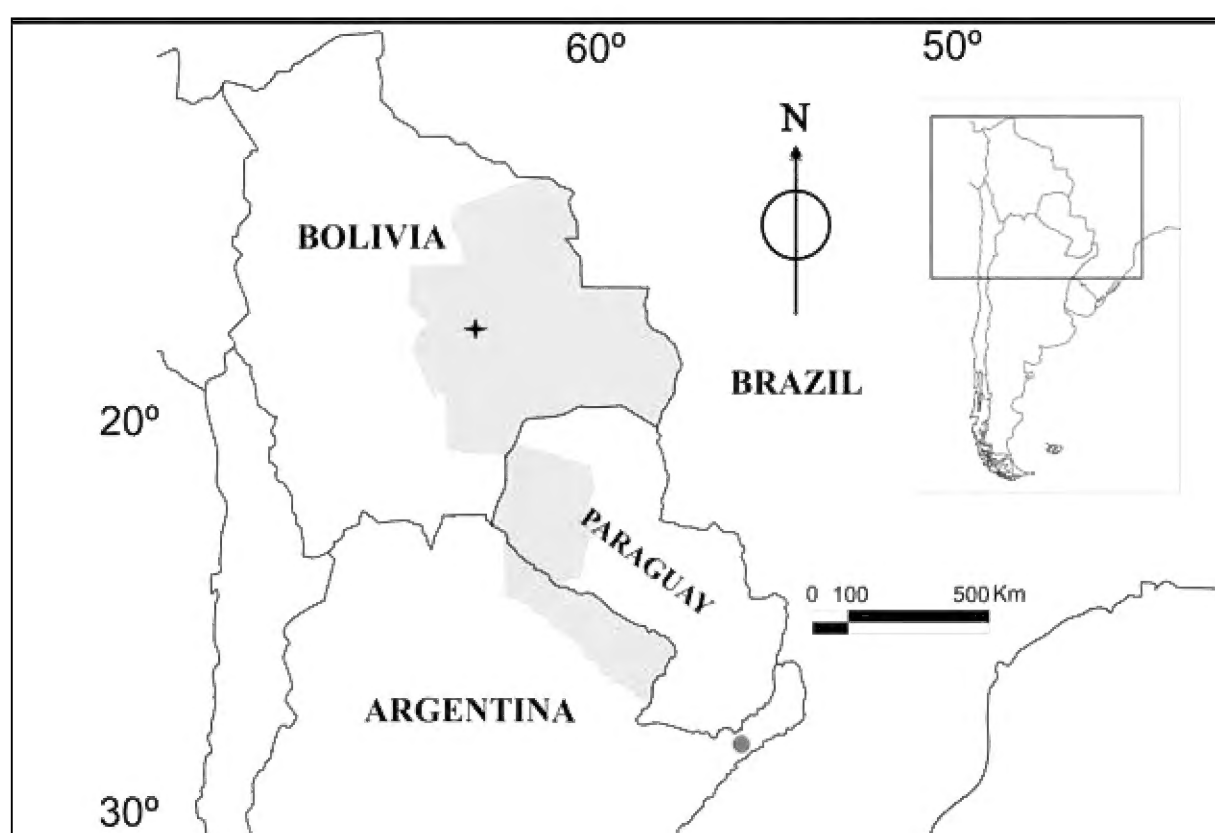 60º
50º
N
BOLIVIA
BRAZIL
20º
PARAGUAY
0 100 500 Km
ARGENTINA
30º